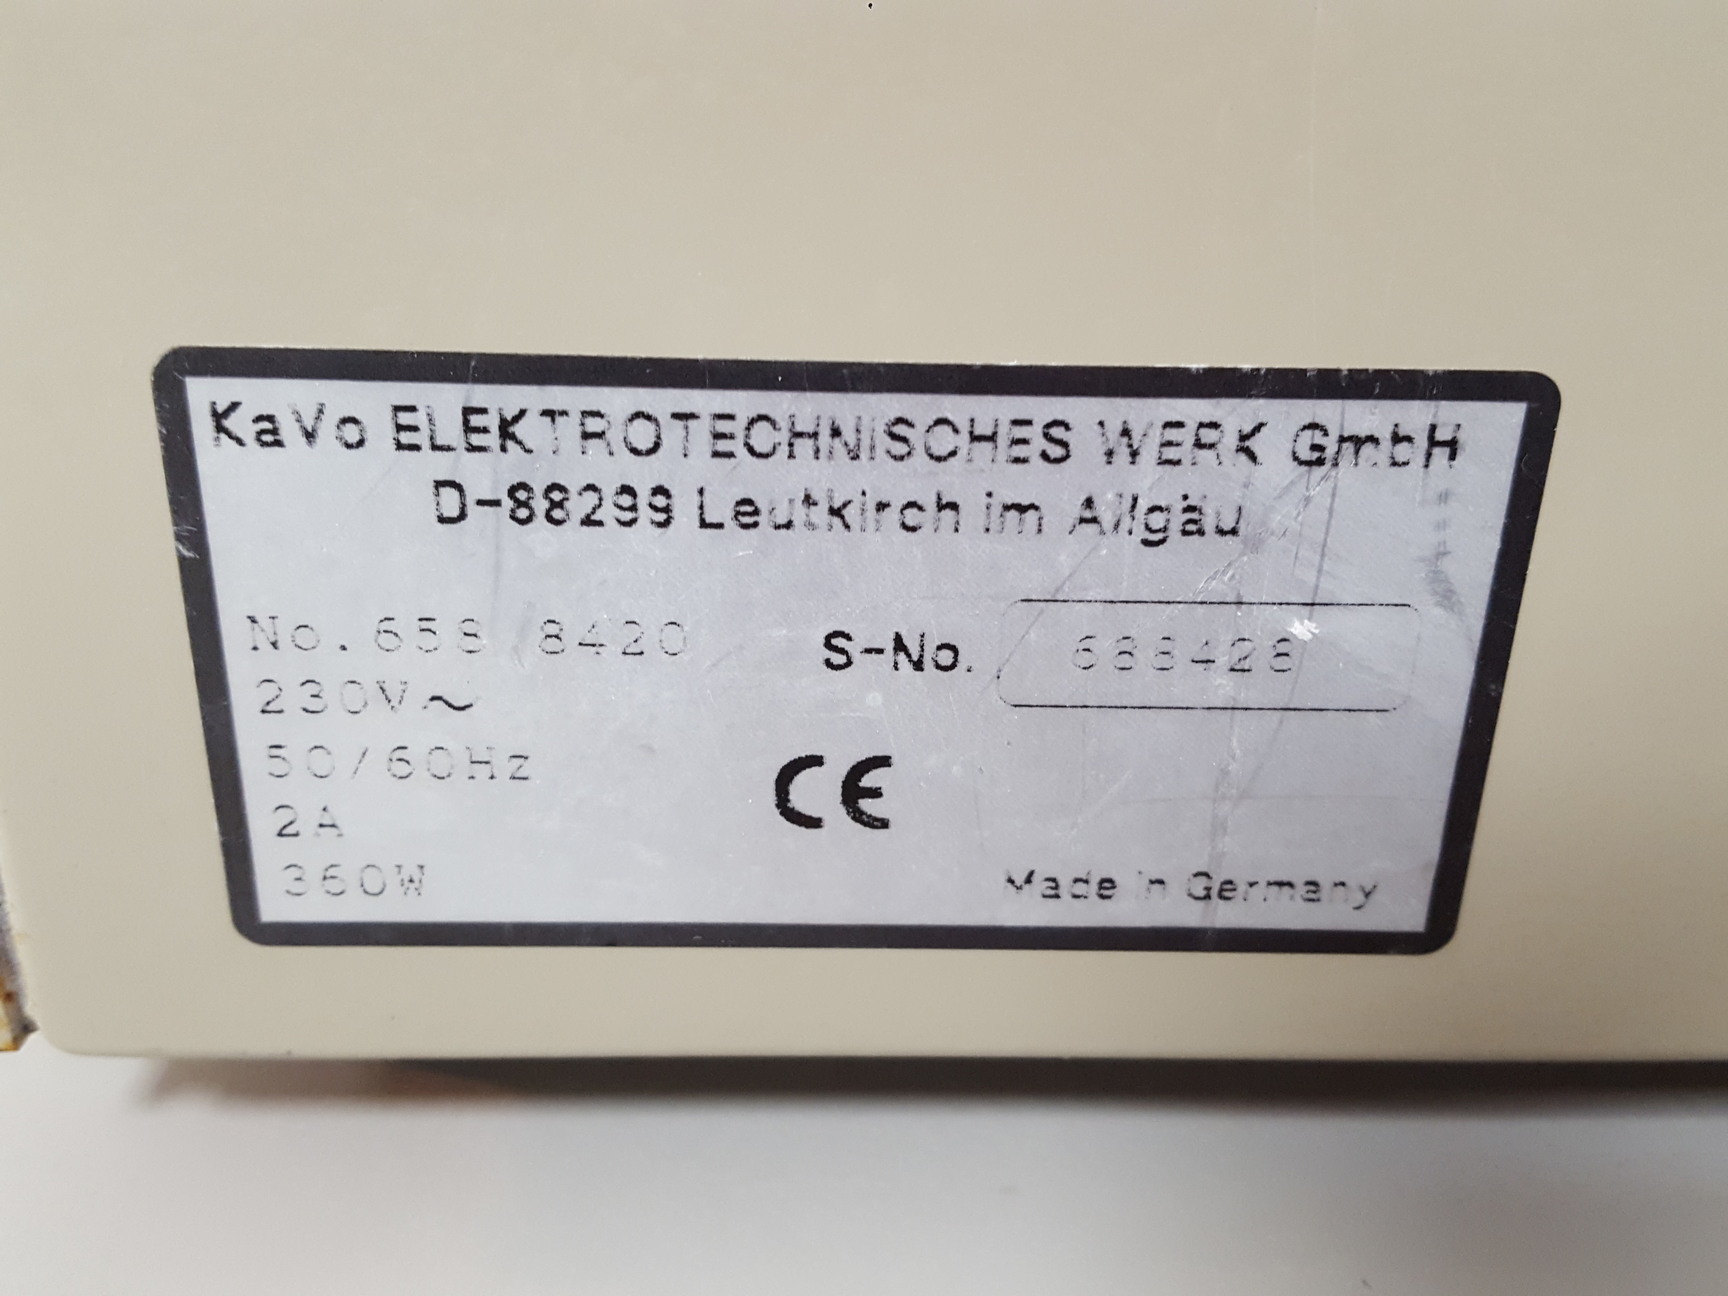 KaVo ELEKTROTECHNISCHES WERK GmbH
D-88299 Leutkirch im Allgäu
No. 658 8420
S-No.
230V~
50/60Hz
2A
360W
CE
Made in Germany